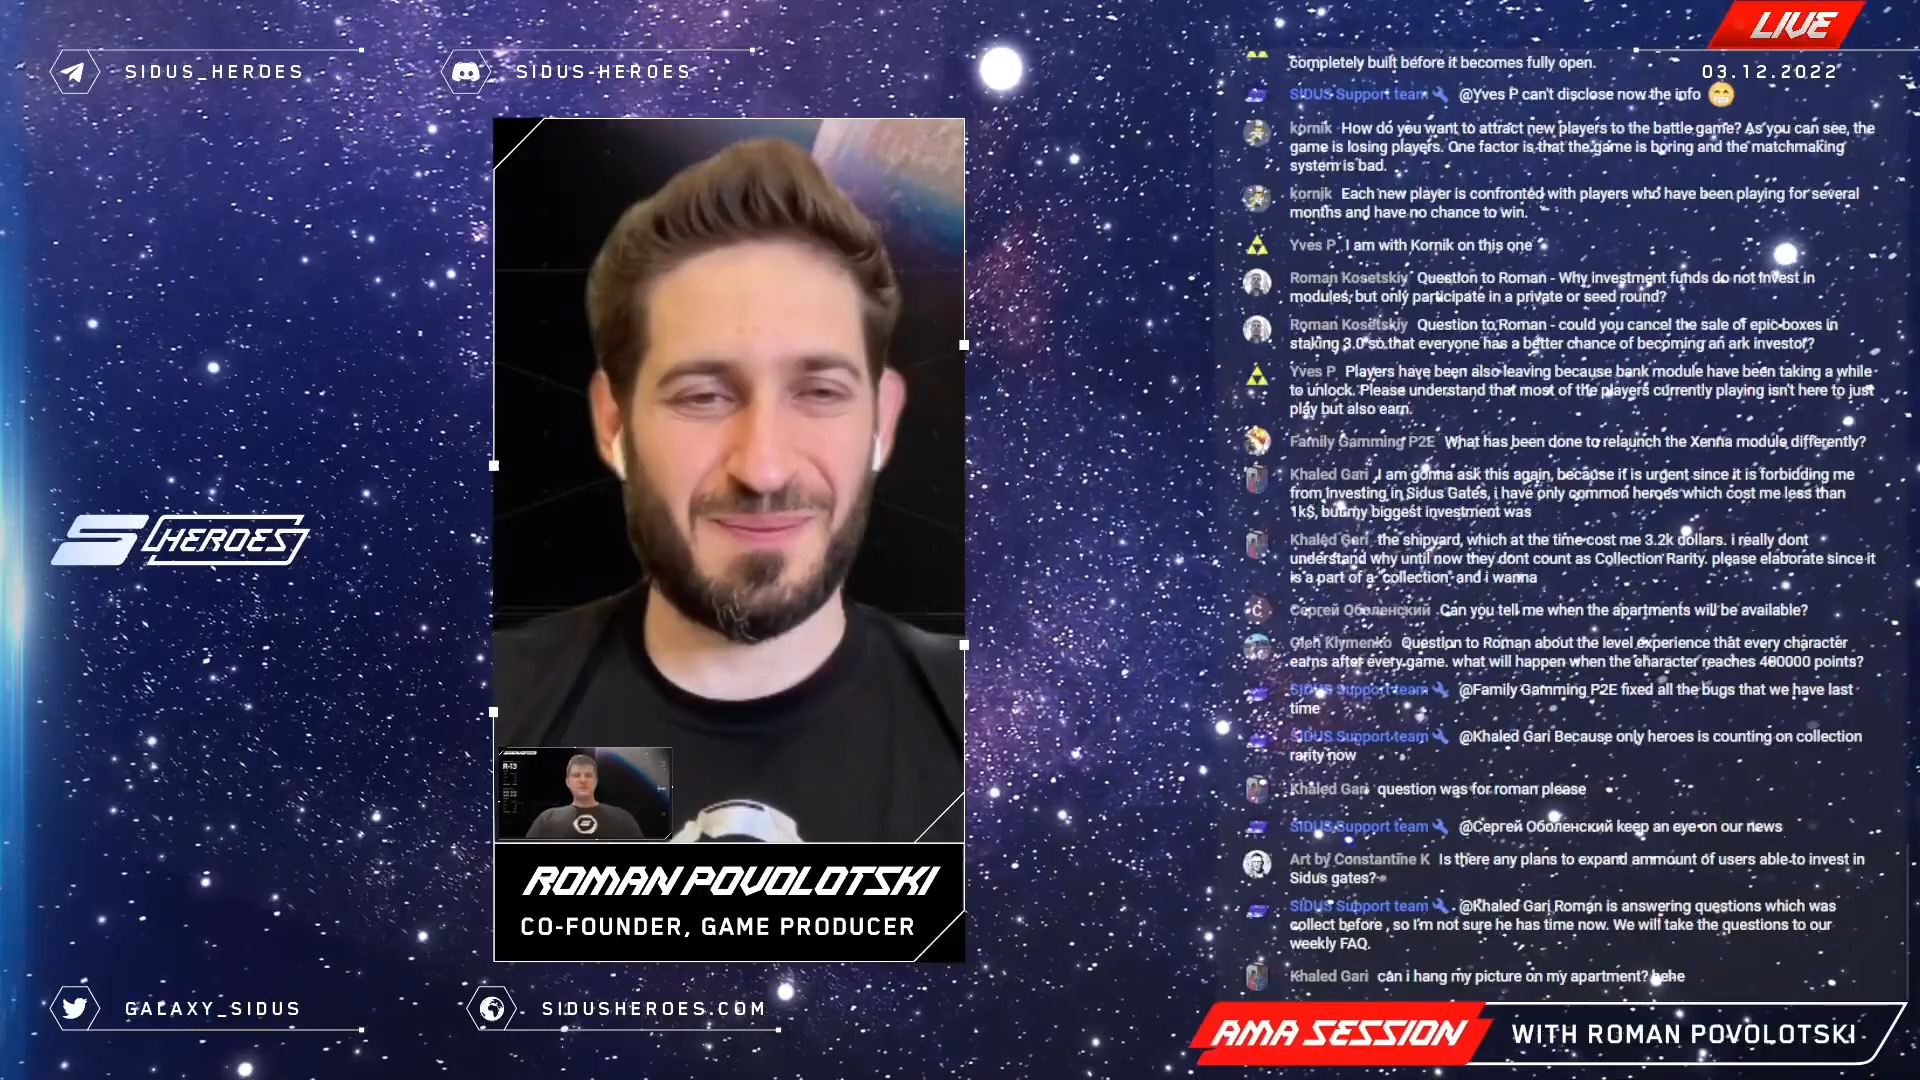 LIVE
03.12.2022
SIDUS_HEROES
SIDUS-HEROES
S HEROES
R-13
ROMAN POVOLOTSKI
CO-FOUNDER, GAME PRODUCER
GALAXY_SIDUS
SIDUSHEROES.COM
completely built before it becomes fully open.
SIDUS Support team @Yves P can't disclose now the info 😁
kornik How do you want to attract new players to the battle game? As you can see, the
game is losing players. One factor is that the game is boring and the matchmaking
system is bad.
kornik Each new player is confronted with players who have been playing for several
months and have no chance to win.
Yves P I am with Kornik on this one
Roman Kosetskiy Question to Roman - Why investment funds do not invest in
modules, but only participate in a private or seed round?
Roman Kosetskiy Question to Roman - could you cancel the sale of epic boxes in
staking 3.0 so that everyone has a better chance of becoming an ark investor?
Yves P Players have been also leaving because bank module have been taking a while
to unlock. Please understand that most of the players currently playing isn't here to just
play but also earn.
Family Gamming P2E What has been done to relaunch the Xenna module differently?
Khaled Gari I am gonna ask this again, because if is urgent since it is forbidding me
from investing in Sidus Gates, i have only common heroes which cost me less than
1k$, but my biggest investment was
Khaled Gari the shipyard, which at the time cost me 3.2k dollars. i really dont
understand why until now they dont count as Collection Rarity. please elaborate since it
is a part of a "collection" and i wanna
Сергей Оболенский Can you tell me when the apartments will be available?
Oleh Klymenko Question to Roman about the level experience that every character
earns after every game. what will happen when the character reaches 400000 points?
SIDUS Support team @Family Gamming P2E fixed all the bugs that we have last
time
SIDUS Support team @Khaled Gari Because only heroes is counting on collection
rarity now
Khaled Gari question was for roman please
SIDUS Support team @Сергей Оболенский keep an eye on our news
Art by Constantine K Is there any plans to expand ammount of users able to invest in
Sidus gates?
SIDUS Support team @Khaled Gari Roman is answering questions which was
collect before , so I'm not sure he has time now. We will take the questions to our
weekly FAQ.
Khaled Gari can i hang my picture on my apartment? hehe
AMA SESSION WITH ROMAN POVOLOTSKI